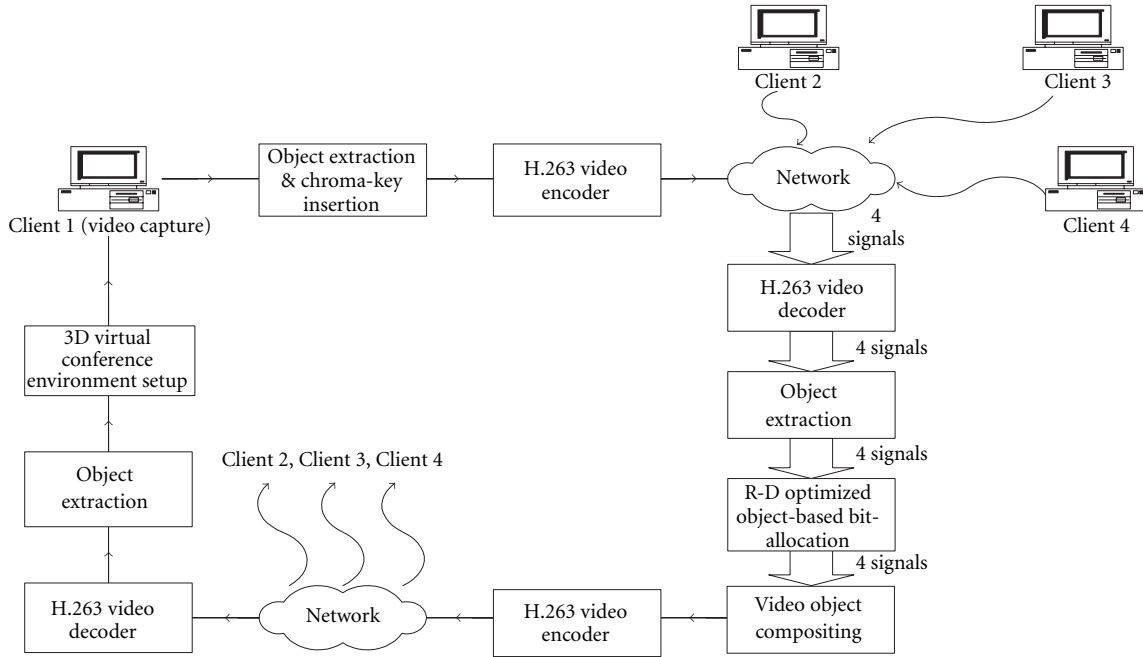 Client 2
Client 3
Object extraction
& chroma-key
insertion
H.263 video
encoder
Network
Client 1 (video capture)
Client 4
4
signals
H.263 video
decoder
4 signals
3D virtual
conference
environment setup
Object
extraction
4 signals
Client 2, Client 3, Client 4
Object
extraction
R-D optimized
object-based bit-
allocation
4 signals
H.263 video
decoder
Network
H.263 video
encoder
Video object
compositing